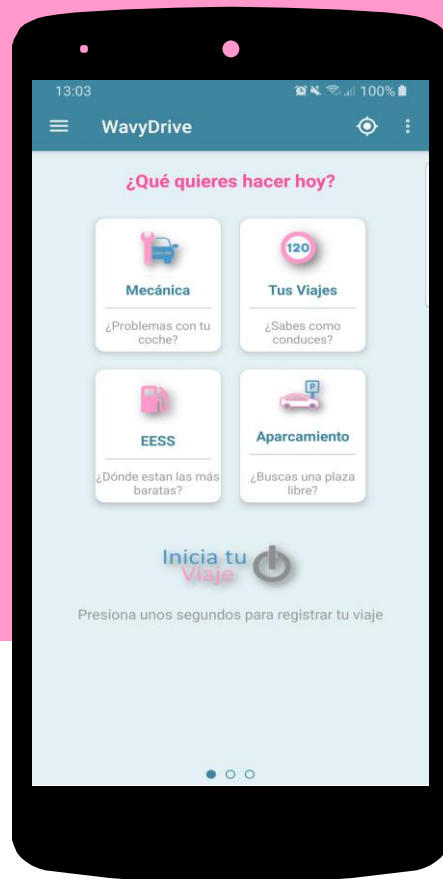 13:03
100%
WavyDrive
¿Qué quieres hacer hoy?
120
Mecánica
Tus Viajes
¿Problemas con tu
coche?
¿Sabes como
conduces?
P
EESS
Aparcamiento
¿Dónde estan las más
baratas?
¿Buscas una plaza
libre?
Inicia tu
Viaje
Presiona unos segundos para registrar tu viaje